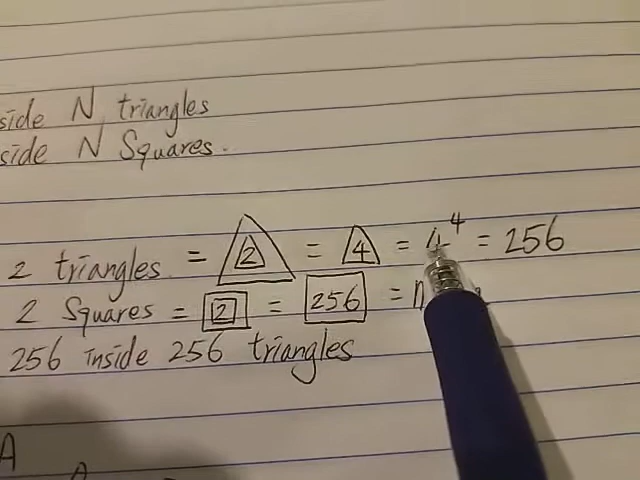 side N triangles
side N Squares.
2 triangles = 2 = 4 = 4^4 = 256
2 Squares = 2 = 256 =
256 inside 256 triangles
A
A